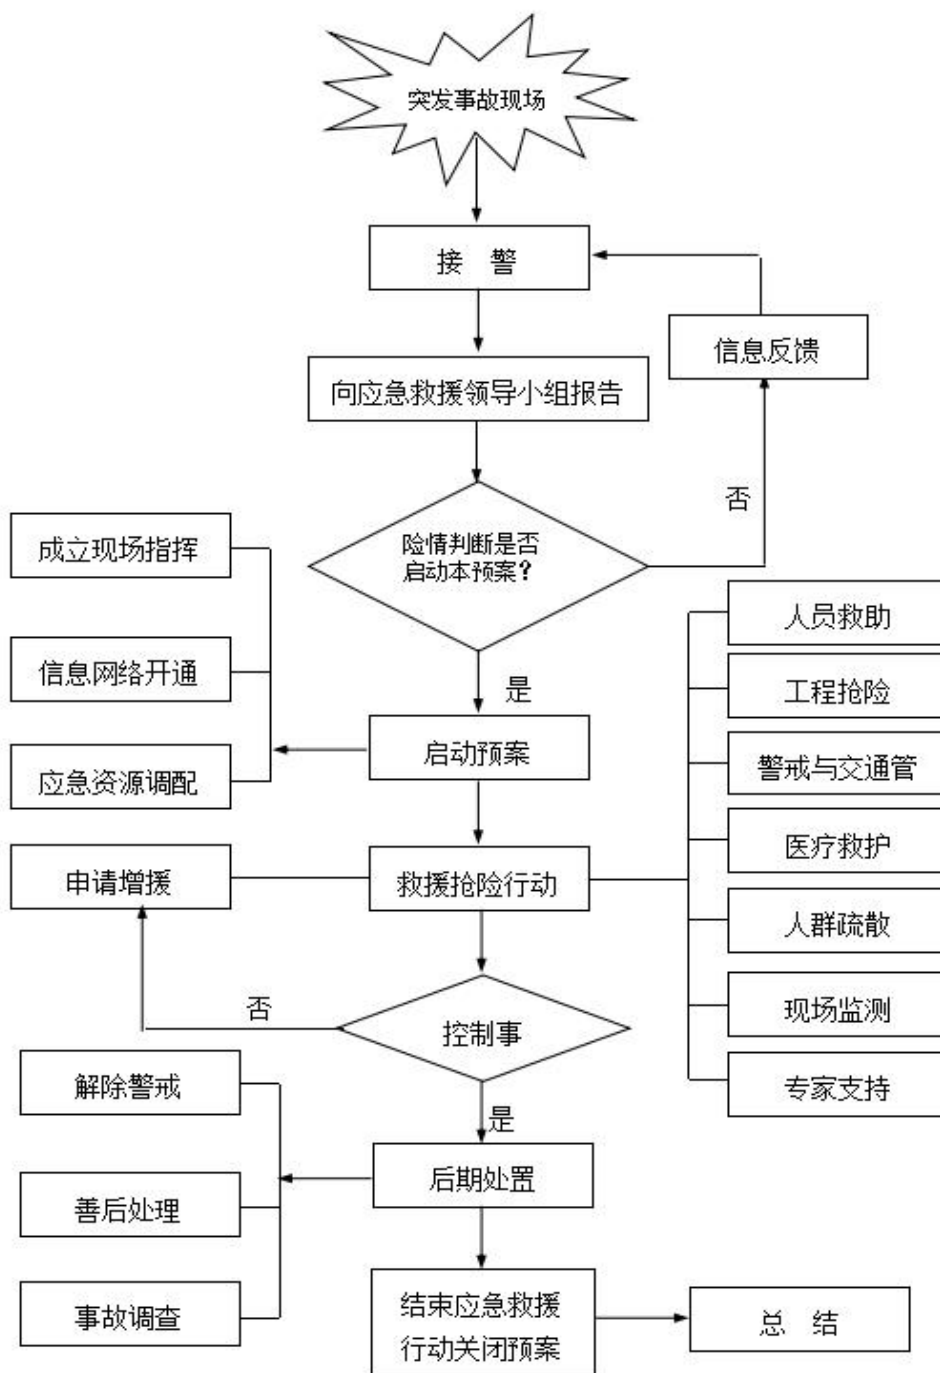 突发事故现场
接 警
信息反馈
向应急救援领导小组报告
否
险情判断是否
启动本预案？
成立现场指挥
信息网络开通
应急资源调配
是
启动预案
人员救助
工程抢险
警戒与交通管
医疗救护
人群疏散
现场监测
专家支持
申请增援
救援抢险行动
否
控制事
是
解除警戒
善后处理
事故调查
后期处置
结束应急救援
行动关闭预案
总 结